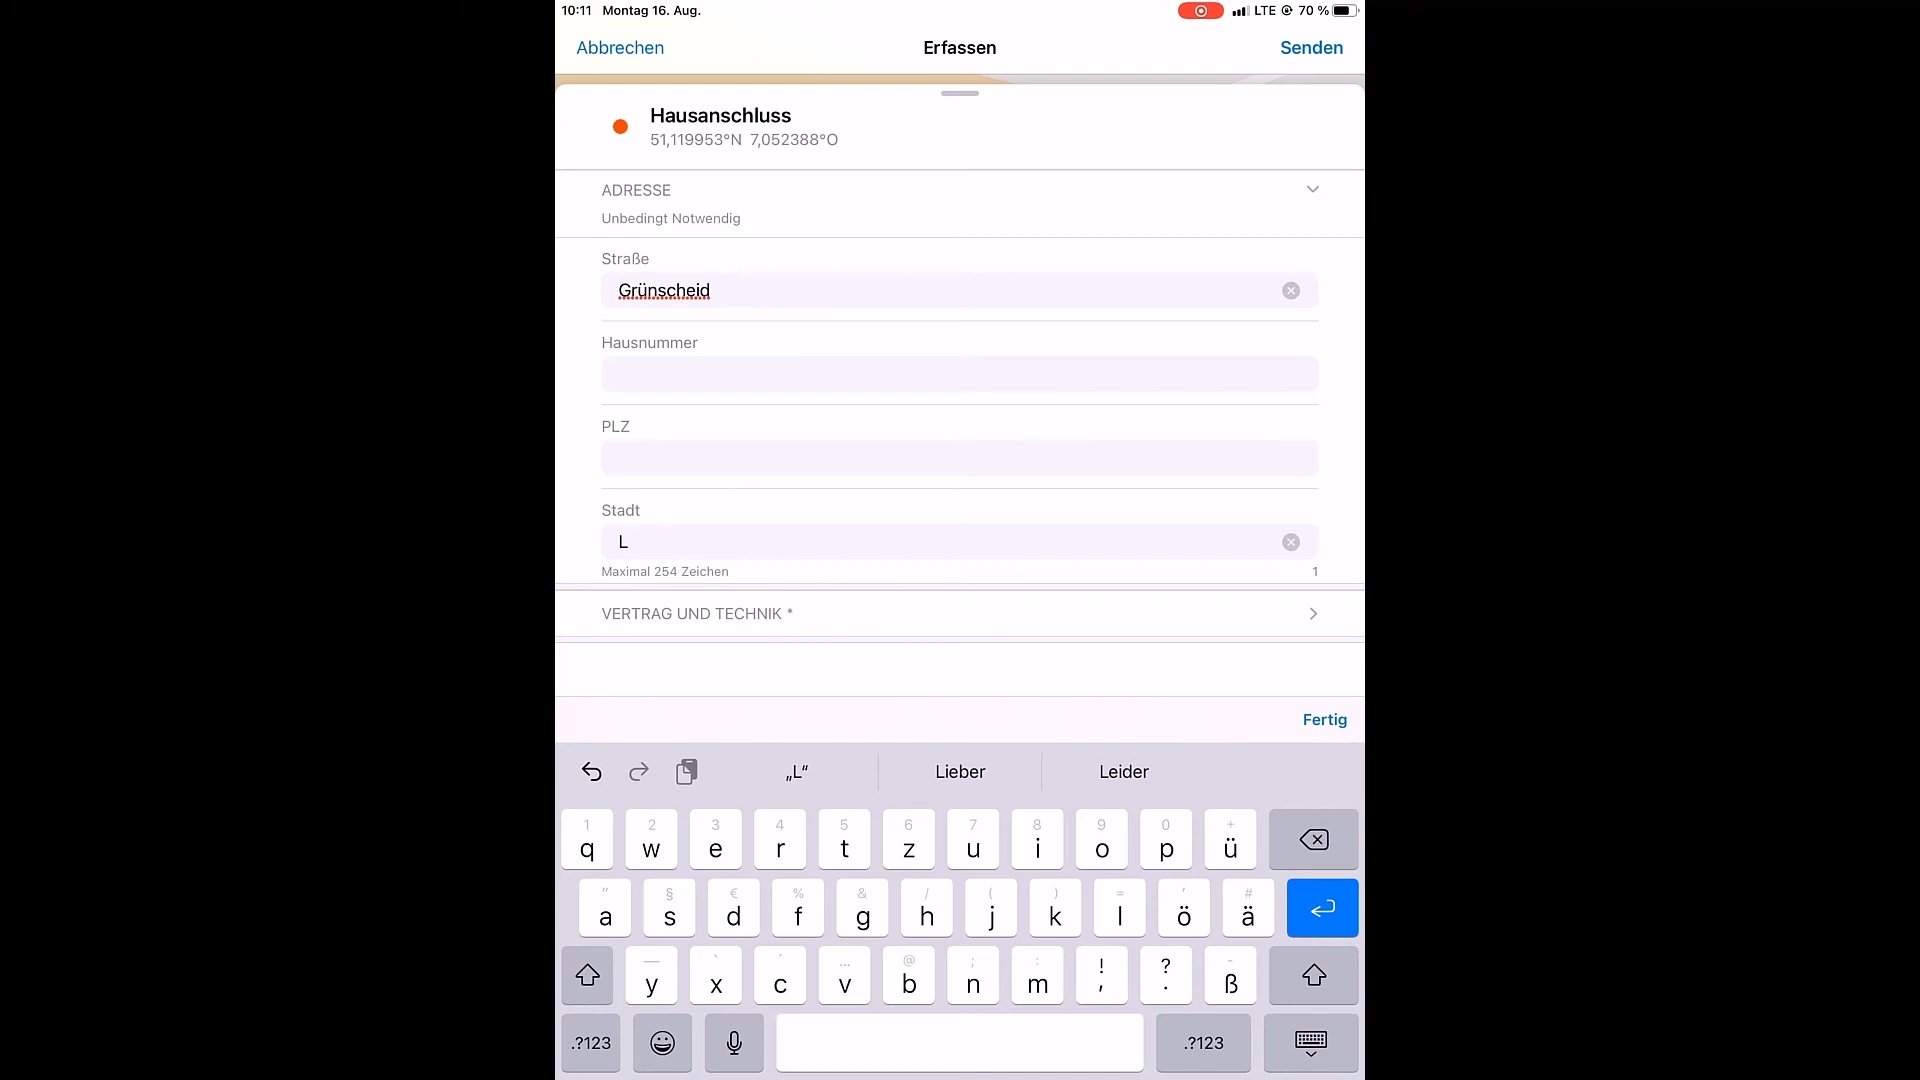 10:11 Montag 16. Aug. LTE 70 %
Abbrechen Erfassen Senden
Hausanschluss
51,119953°N 7,052388°O
ADRESSE
Unbedingt Notwendig
Straße
Grünscheid
Hausnummer
PLZ
Stadt
L
Maximal 254 Zeichen 1
VERTRAG UND TECHNIK *
Fertig
„L“ Lieber Leider
1 2 3 4 5 6 7 8 9 0 +
q w e r t z u i o p ü
" § € % & / ( ) = ' #
a s d f g h j k l ö ä
— ` ´ ... @ ; : ! ? -
y x c v b n m , . ß
.?123 .?123